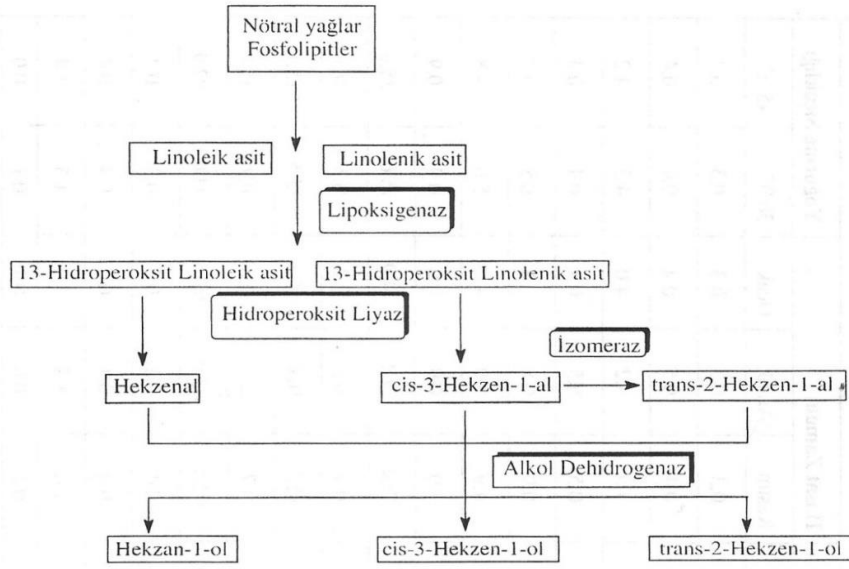 Nötral yağlar
Fosfolipitler
Linoleik asit
Linolenik asit
Lipoksigenaz
13-Hidroperoksit Linoleik asit
13-Hidroperoksit Linolenik asit
Hidroperoksit Liyaz
İzomeraz
Hekzenal
cis-3-Hekzen-1-al
trans-2-Hekzen-1-al
Alkol Dehidrogenaz
Hekzan-1-ol
cis-3-Hekzen-1-ol
trans-2-Hekzen-1-ol